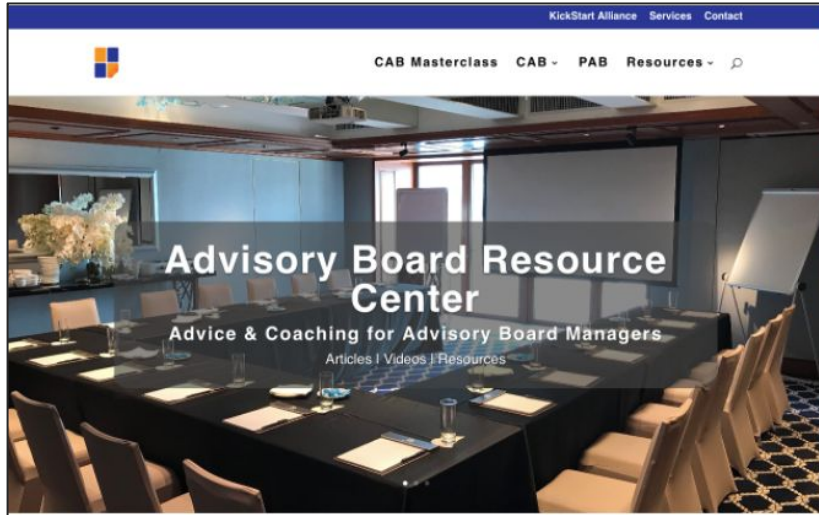 KickStart Alliance Services Contact
CAB Masterclass CAB PAB Resources
Advisory Board Resource
Center
Advice & Coaching for Advisory Board Managers
Articles | Videos | Resources